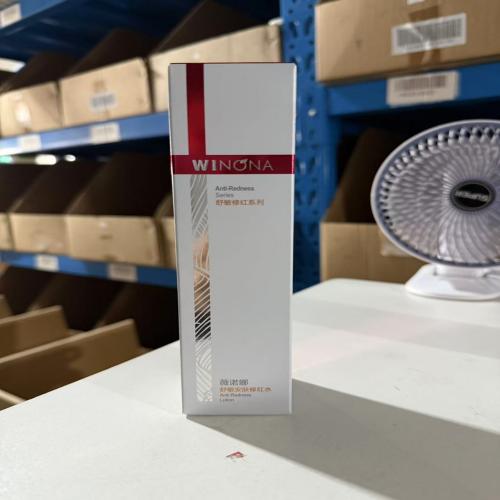 WINONA
Anti-Redness
Series
舒敏修红系列
薇诺娜
舒敏安肤修红水
Anti-Redness
Lotion